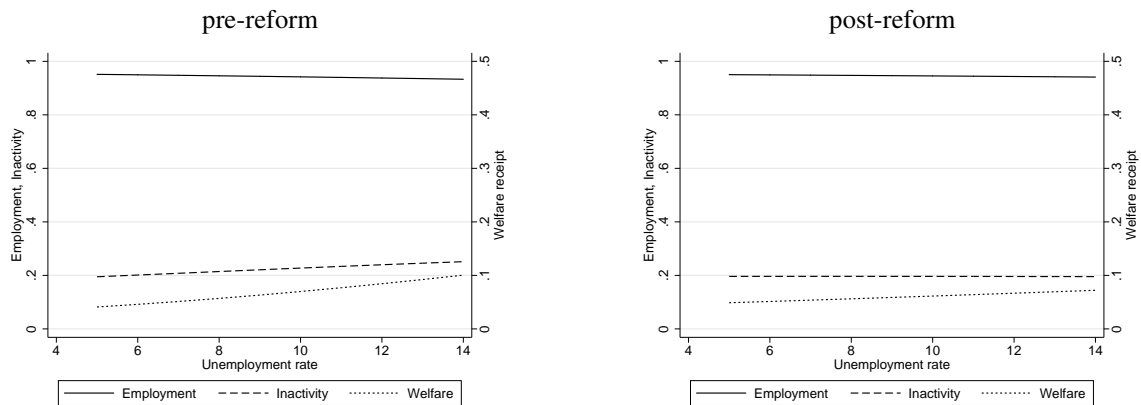 pre-reform
post-reform
Employment, Inactivity
0 .2 .4 .6 .8 1
Welfare receipt
0 .1 .2 .3 .4 .5
4 6 8 10 12 14
Unemployment rate
Employment Inactivity Welfare
Employment, Inactivity
0 .2 .4 .6 .8 1
Welfare receipt
0 .1 .2 .3 .4 .5
4 6 8 10 12 14
Unemployment rate
Employment Inactivity Welfare